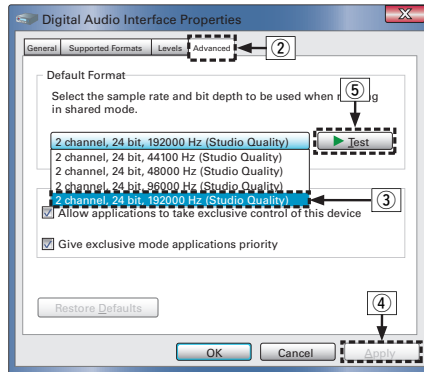 Digital Audio Interface Properties
X
General Supported Formats Levels Advanced
②
Default Format
⑤
Select the sample rate and bit depth to be used when
in shared mode.
2 channel, 24 bit, 192000 Hz (Studio Quality)
Test
2 channel, 24 bit, 44100 Hz (Studio Quality)
2 channel, 24 bit, 48000 Hz (Studio Quality)
2 channel, 24 bit, 96000 Hz (Studio Quality)
2 channel, 24 bit, 192000 Hz (Studio Quality)
③
Allow applications to take exclusive control of this device
Give exclusive mode applications priority
Restore Defaults
④
OK Cancel Apply